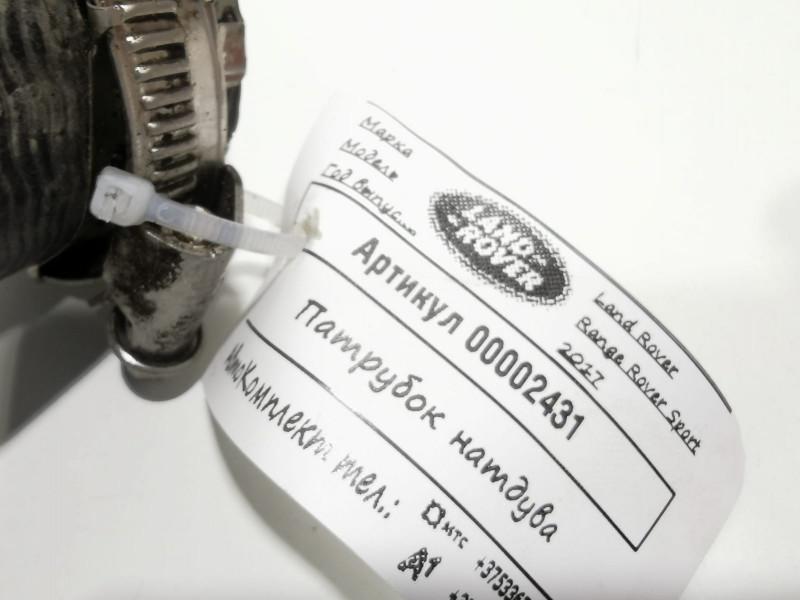 Марка Land Rover
Модель Range Rover Sport
Год выпуска 2017
LAND-
-ROVER
Артикул 00002431
Патрубок наддува
АвтоКомплект тел.:
мтс
A1